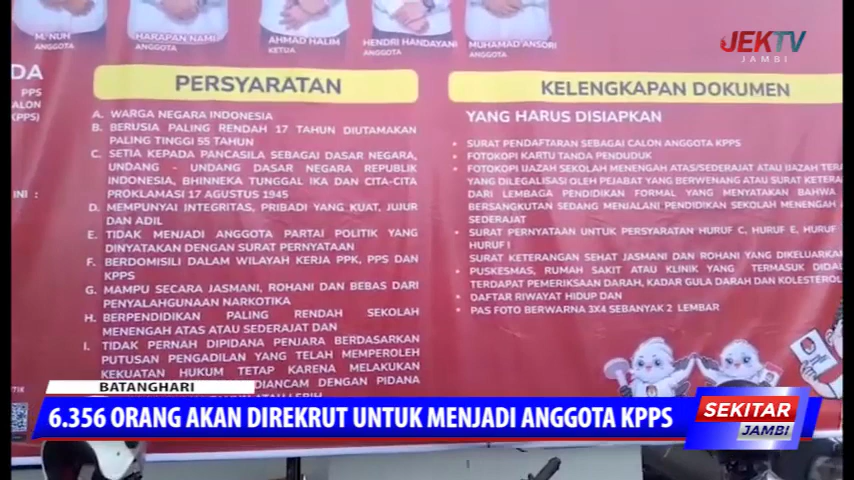 M. NUH
ANGGOTA
HARAPAN NAMI
ANGGOTA
AHMAD HALIH
KETUA
HENDRI HANDAYANI
ANGGOTA
MUHAMAD ANSORI
ANGGOTA
JEKTV
JAMBI
DA
PPS
ALON
(PPS)
INI :
PERSYARATAN
A. WARGA NEGARA INDONESIA
B. BERUSIA PALING RENDAH 17 TAHUN DIUTAMAKAN
PALING TINGGI 55 TAHUN
C. SETIA KEPADA PANCASILA SEBAGAI DASAR NEGARA,
UNDANG - UNDANG DASAR NEGARA REPUBLIK
INDONESIA, BHINNEKA TUNGGAL IKA DAN CITA-CITA
PROKLAMASI 17 AGUSTUS 1945
D. MEMPUNYAI INTEGRITAS, PRIBADI YANG KUAT, JUJUR
DAN ADIL
E. TIDAK MENJADI ANGGOTA PARTAI POLITIK YANG
DINYATAKAN DENGAN SURAT PERNYATAAN
F. BERDOMISILI DALAM WILAYAH KERJA PPK, PPS DAN
KPPS
G. MAMPU SECARA JASMANI, ROHANI DAN BEBAS DARI
PENYALAHGUNAAN NARKOTIKA
H. BERPENDIDIKAN PALING RENDAH SEKOLAH
MENENGAH ATAS ATAU SEDERAJAT DAN
I. TIDAK PERNAH DIPIDANA PENJARA BERDASARKAN
PUTUSAN PENGADILAN YANG TELAH MEMPEROLEH
KEKUATAN HUKUM TETAP KARENA MELAKUKAN
DIANCAM DENGAN PIDANA
KELENGKAPAN DOKUMEN
YANG HARUS DISIAPKAN
• SURAT PENDAFTARAN SEBAGAI CALON ANGGOTA KPPS
• FOTOKOPI KARTU TANDA PENDUDUK
• FOTOKOPI IJAZAH SEKOLAH MENENGAH ATAS/SEDERAJAT ATAU IJAZAH TERA
YANG DILEGALISASI OLEH PEJABAT YANG BERWENANG ATAU SURAT KETERA
DARI LEMBAGA PENDIDIKAN FORMAL YANG MENYATAKAN BAHWA
BERSANGKUTAN SEDANG MENJALANI PENDIDIKAN SEKOLAH MENENGAH A
SEDERAJAT
• SURAT PERNYATAAN UNTUK PERSYARATAN HURUF C, HURUF E, HURUF
HURUF I
SURAT KETERANGAN SEHAT JASMANI DAN ROHANI YANG DIKELUARKAN
• PUSKESMAS, RUMAH SAKIT ATAU KLINIK YANG TERMASUK DIDAL
TERDAPAT PEMERIKSAAN DARAH, KADAR GULA DARAH DAN KOLESTERO
• DAFTAR RIWAYAT HIDUP DAN
• PAS FOTO BERWARNA 3X4 SEBANYAK 2 LEMBAR
BATANGHARI
6.356 ORANG AKAN DIREKRUT UNTUK MENJADI ANGGOTA KPPS
SEKITAR
JAMBI